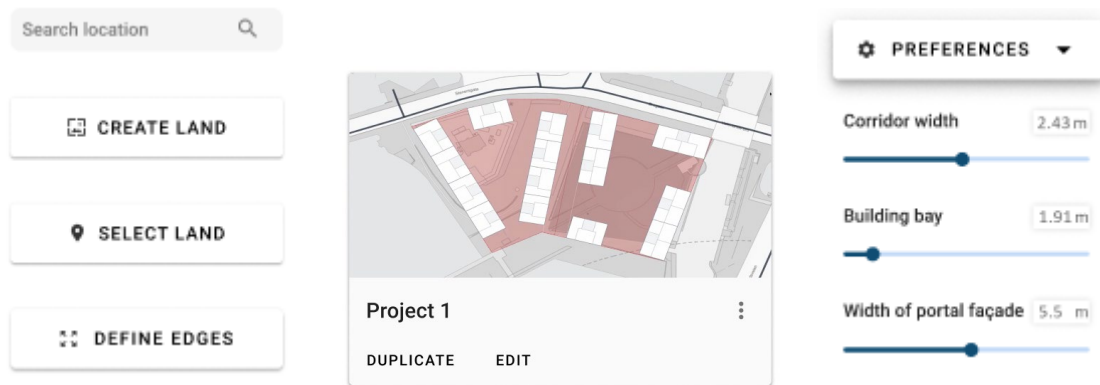 Search location
CREATE LAND
SELECT LAND
DEFINE EDGES
Project 1
DUPLICATE EDIT
PREFERENCES
Corridor width 2.43 m
Building bay 1.91 m
Width of portal façade 5.5 m